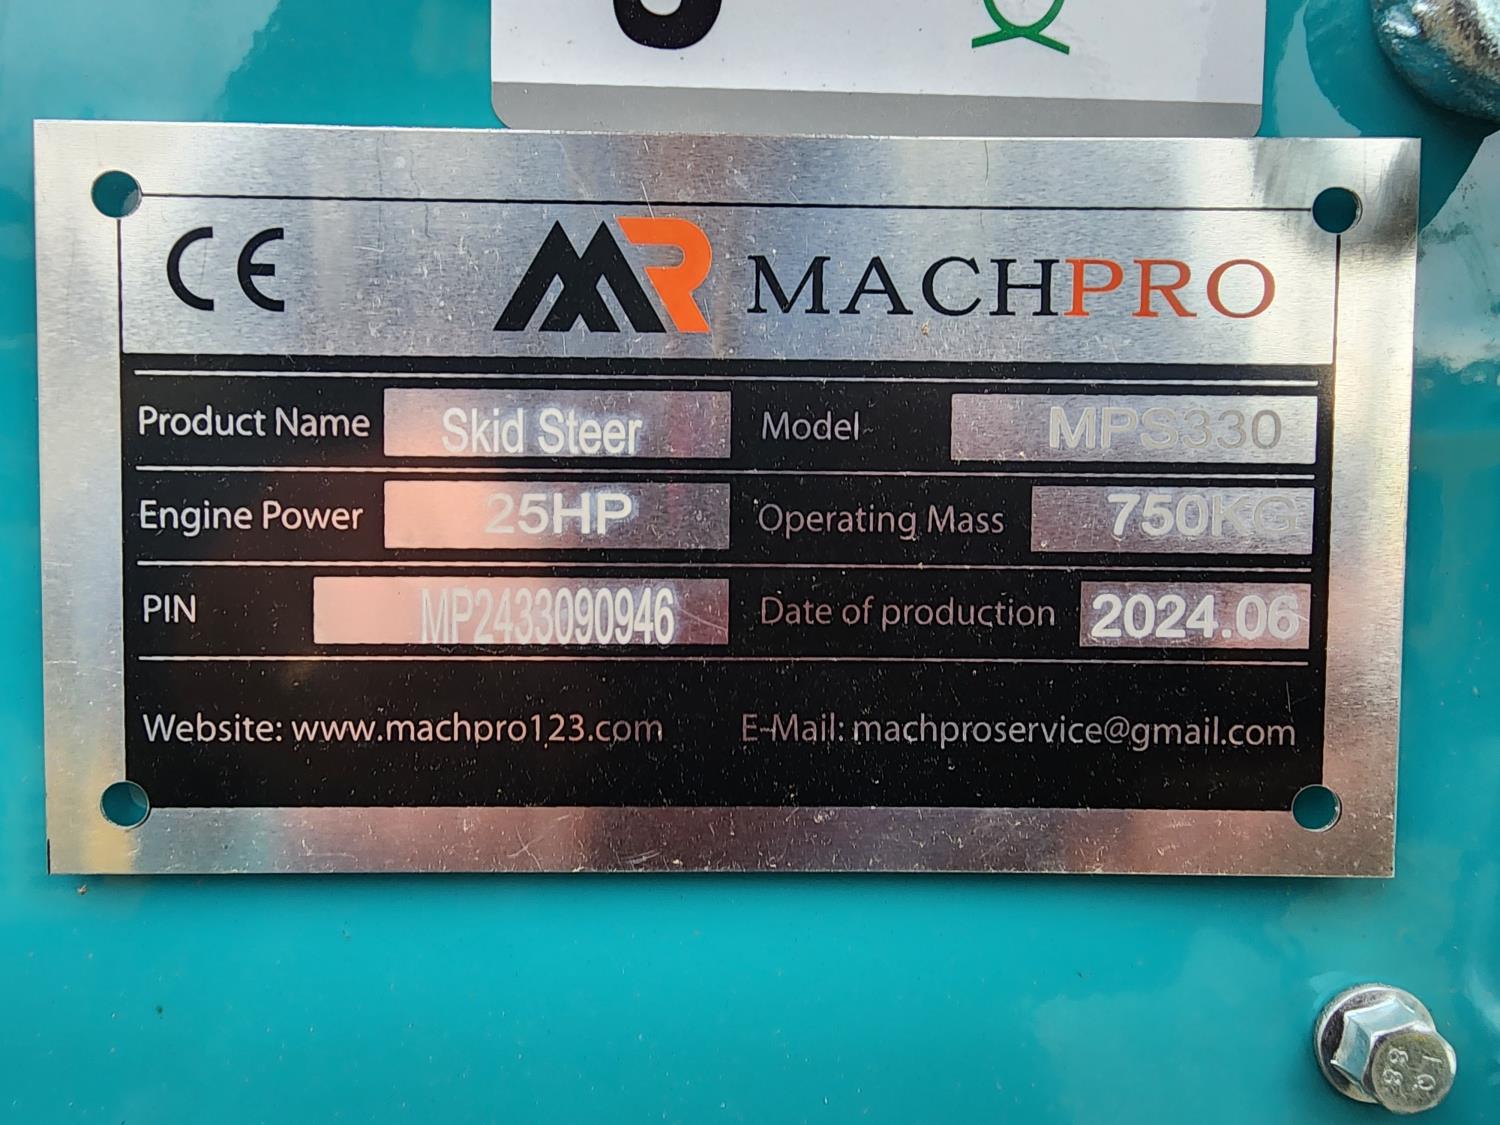 CE MR MACHPRO
Product Name Skid Steer Model MPS330
Engine Power 25HP Operating Mass 750KG
PIN MP2433090946 Date of production 2024.06
Website: www.machpro123.com E-Mail: machproservice@gmail.com